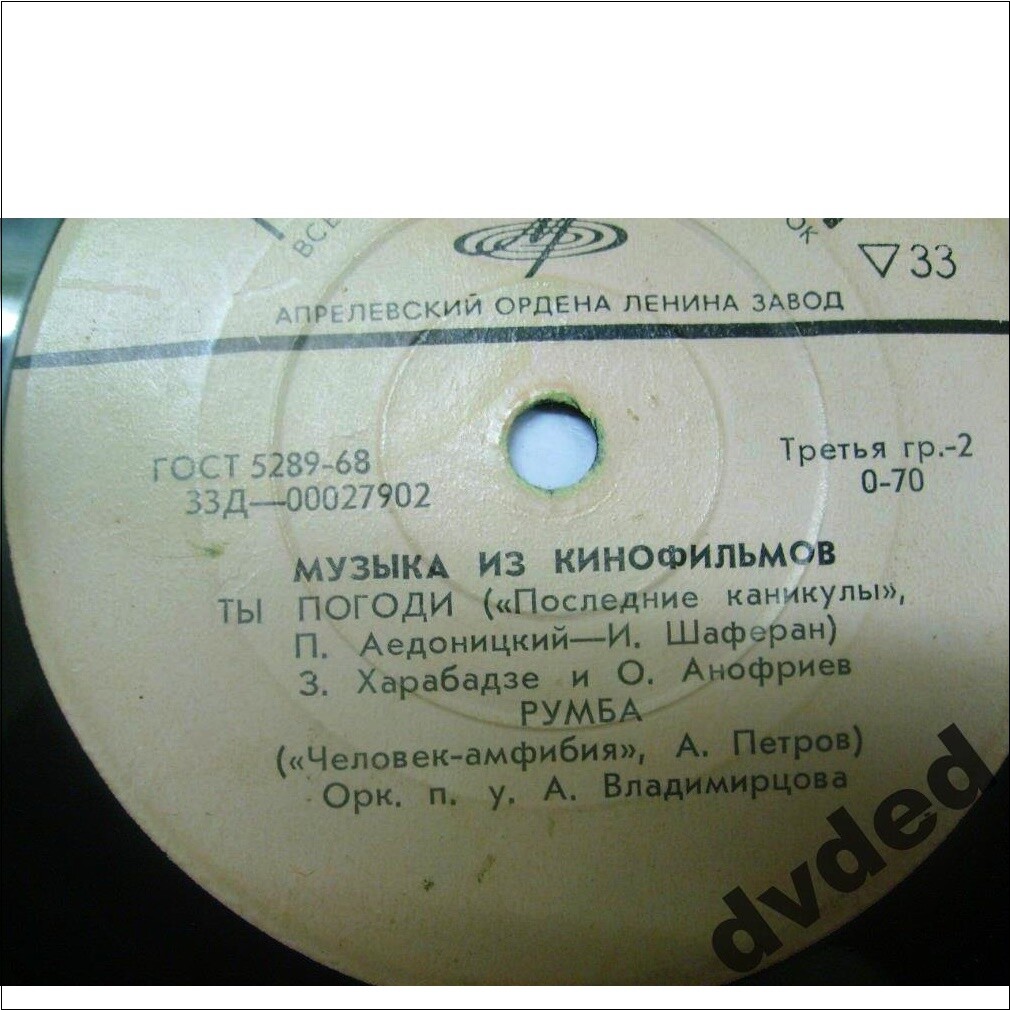 ▽33
АПРЕЛЕВСКИЙ ОРДЕНА ЛЕНИНА ЗАВОД
ГОСТ 5289-68
33Д—00027902
Третья гр.-2
0-70
МУЗЫКА ИЗ КИНОФИЛЬМОВ
ТЫ ПОГОДИ («Последние каникулы»,
П. Аедоницкий—И. Шаферан)
З. Харабадзе и О. Анофриев
РУМБА
(«Человек-амфибия», А. Петров)
Орк. п. у. А. Владимирцова
dvded